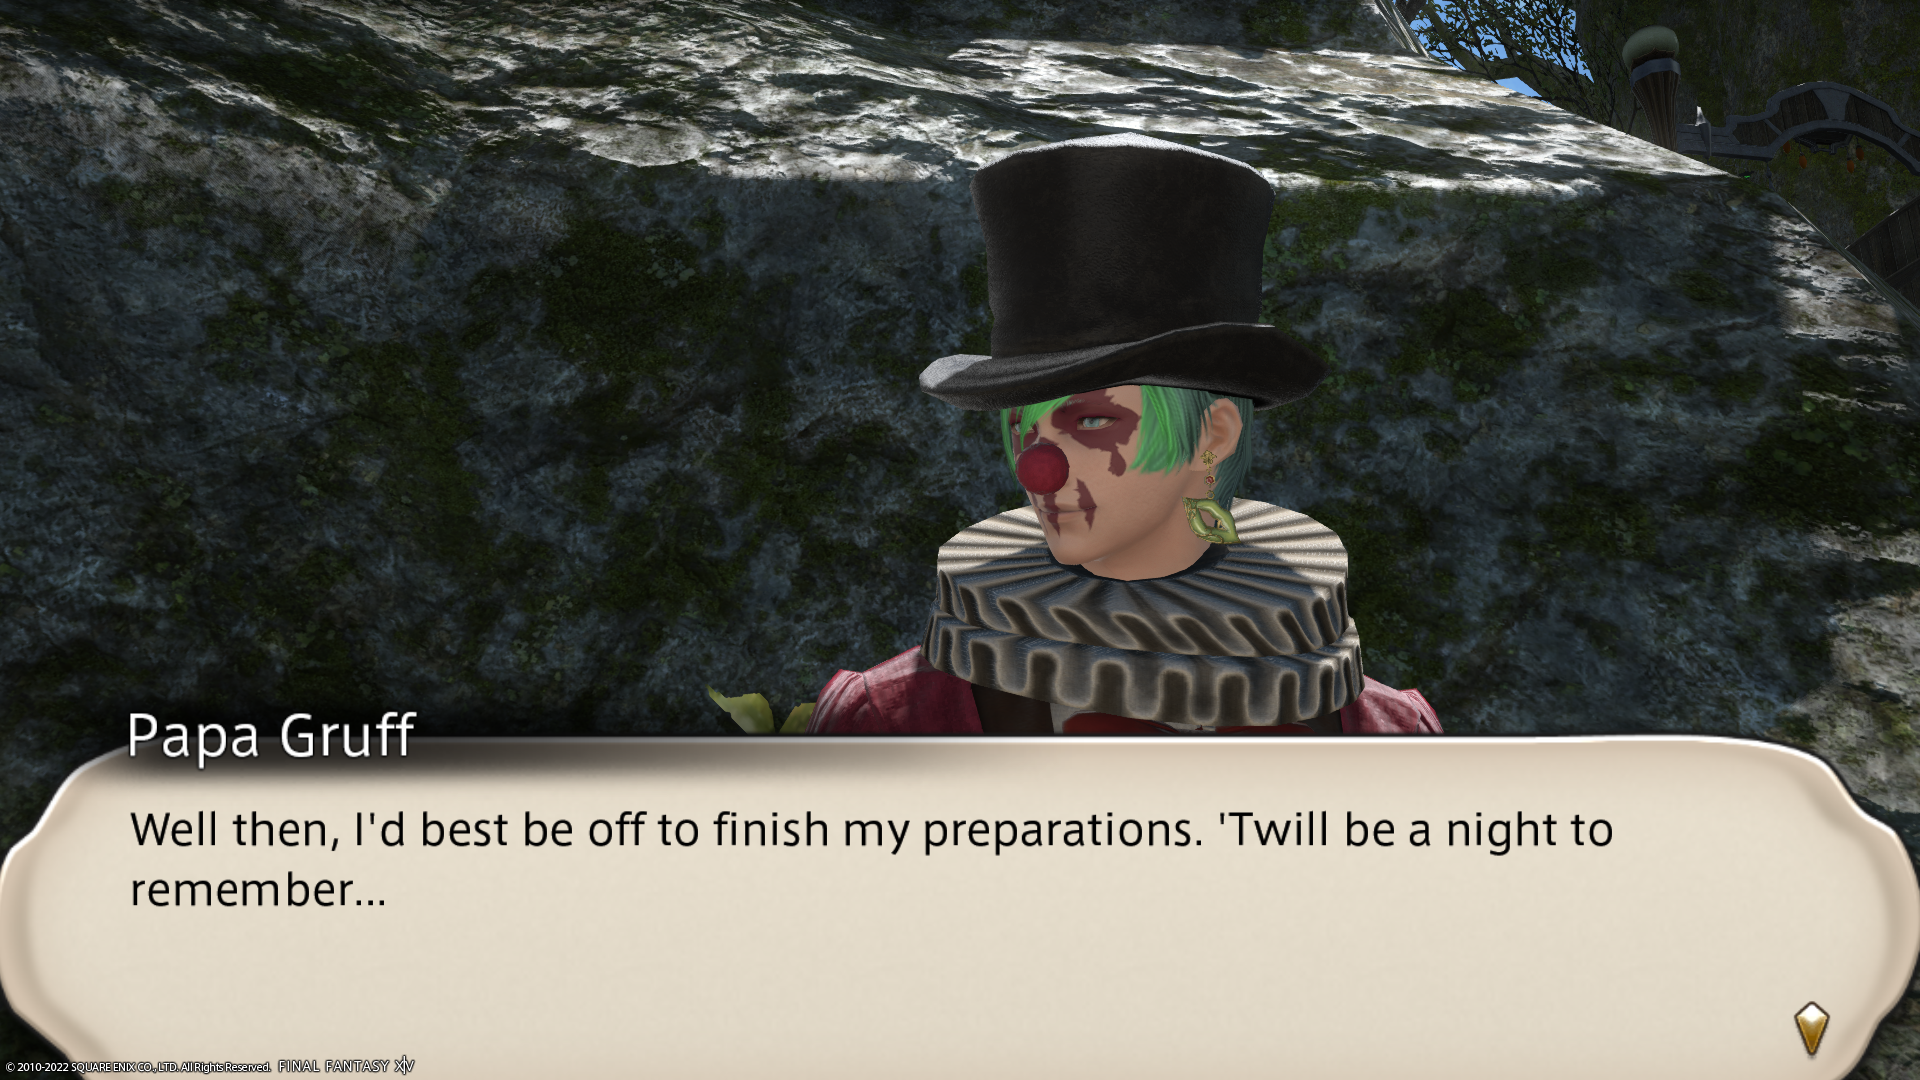 Papa Gruff
Well then, I'd best be off to finish my preparations. 'Twill be a night to
remember...
© 2010-2022 SQUARE ENIX CO., LTD. All Rights Reserved. FINAL FANTASY XIV